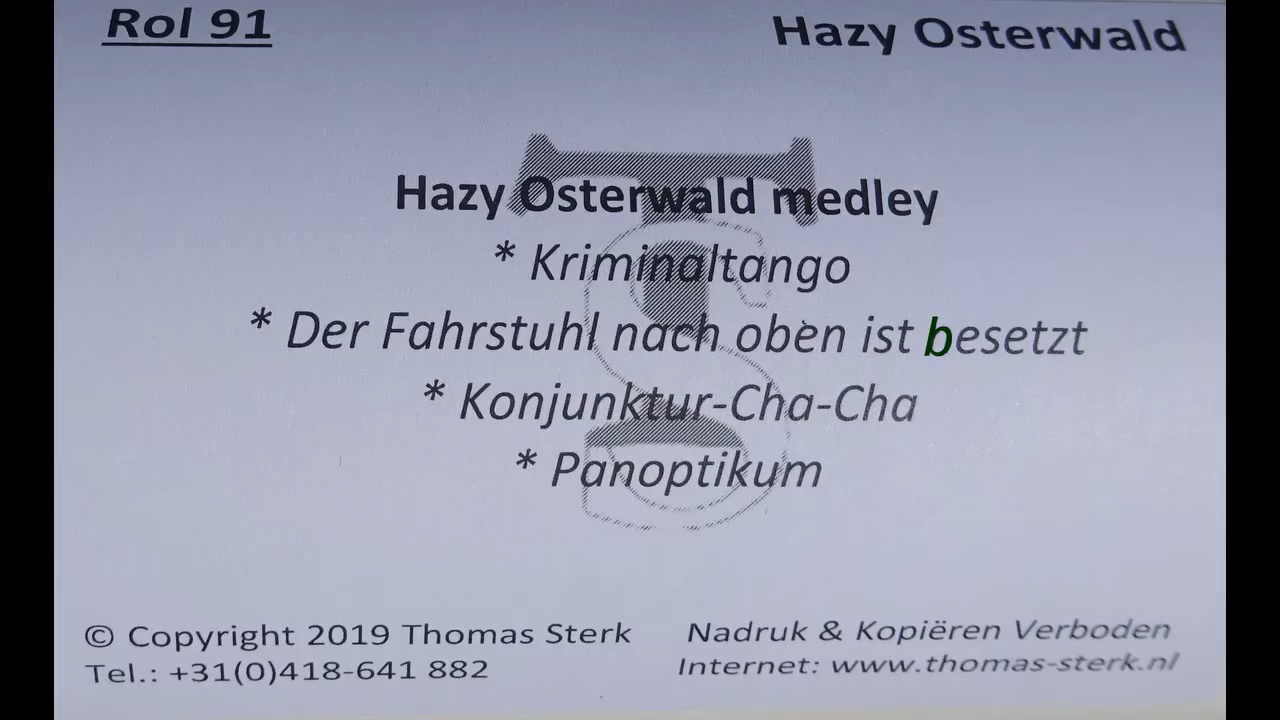 Rol 91
Hazy Osterwald
Hazy Osterwald medley
* Kriminaltango
* Der Fahrstuhl nach oben ist besetzt
* Konjunktur-Cha-Cha
* Panoptikum
© Copyright 2019 Thomas Sterk
Nadruk & Kopiëren Verboden
Tel.: +31(0)418-641 882
Internet: www.thomas-sterk.nl